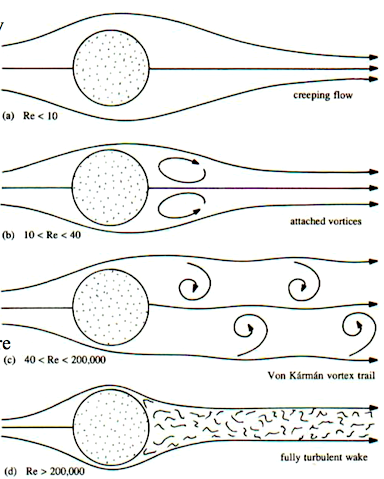 y
creeping flow
(a) Re < 10
attached vortices
(b) 10 < Re < 40
re
(c) 40 < Re < 200,000
Von Kármán vortex trail
fully turbulent wake
(d) Re > 200,000